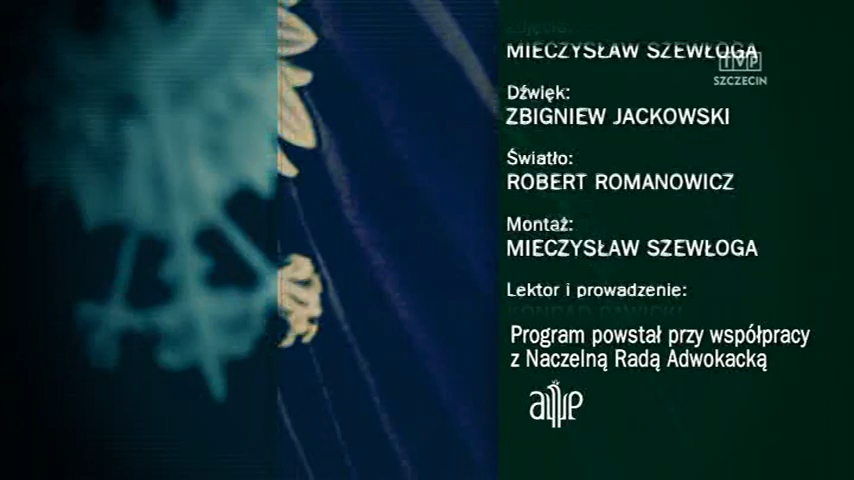 Zdjęcia:
MIECZYSŁAW SZEWŁOGA
TVP
SZCZECIN
Dźwięk:
ZBIGNIEW JACKOWSKI
Światło:
ROBERT ROMANOWICZ
Montaż:
MIECZYSŁAW SZEWŁOGA
Lektor i prowadzenie:
Program powstał przy współpracy
z Naczelną Radą Adwokacką